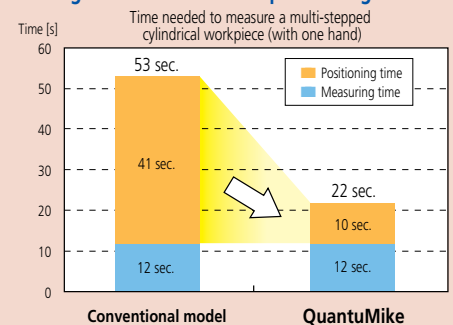 Time needed to measure a multi-stepped
cylindrical workpiece (with one hand)
Time [s]
60
50
40
30
20
10
0
53 sec.
41 sec.
12 sec.
Positioning time
Measuring time
22 sec.
10 sec.
12 sec.
Conventional model
QuantuMike